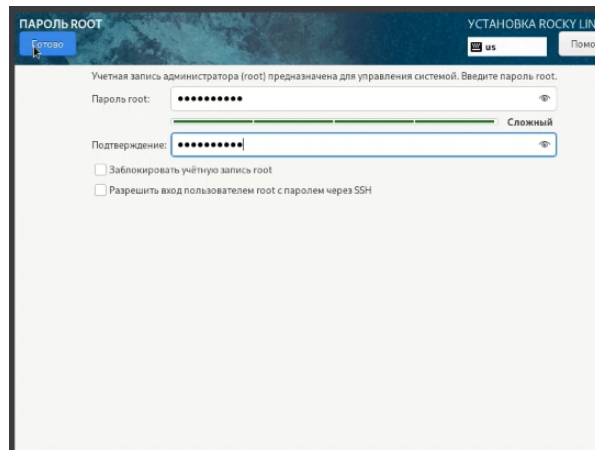 ПАРОЛЬ ROOT
УСТАНОВКА ROCKY LIN
Готово
us
Помо
Учетная запись администратора (root) предназначена для управления системой. Введите пароль root.
Пароль root: ••••••••••
Сложный
Подтверждение: ••••••••••
Заблокировать учётную запись root
Разрешить вход пользователем root с паролем через SSH